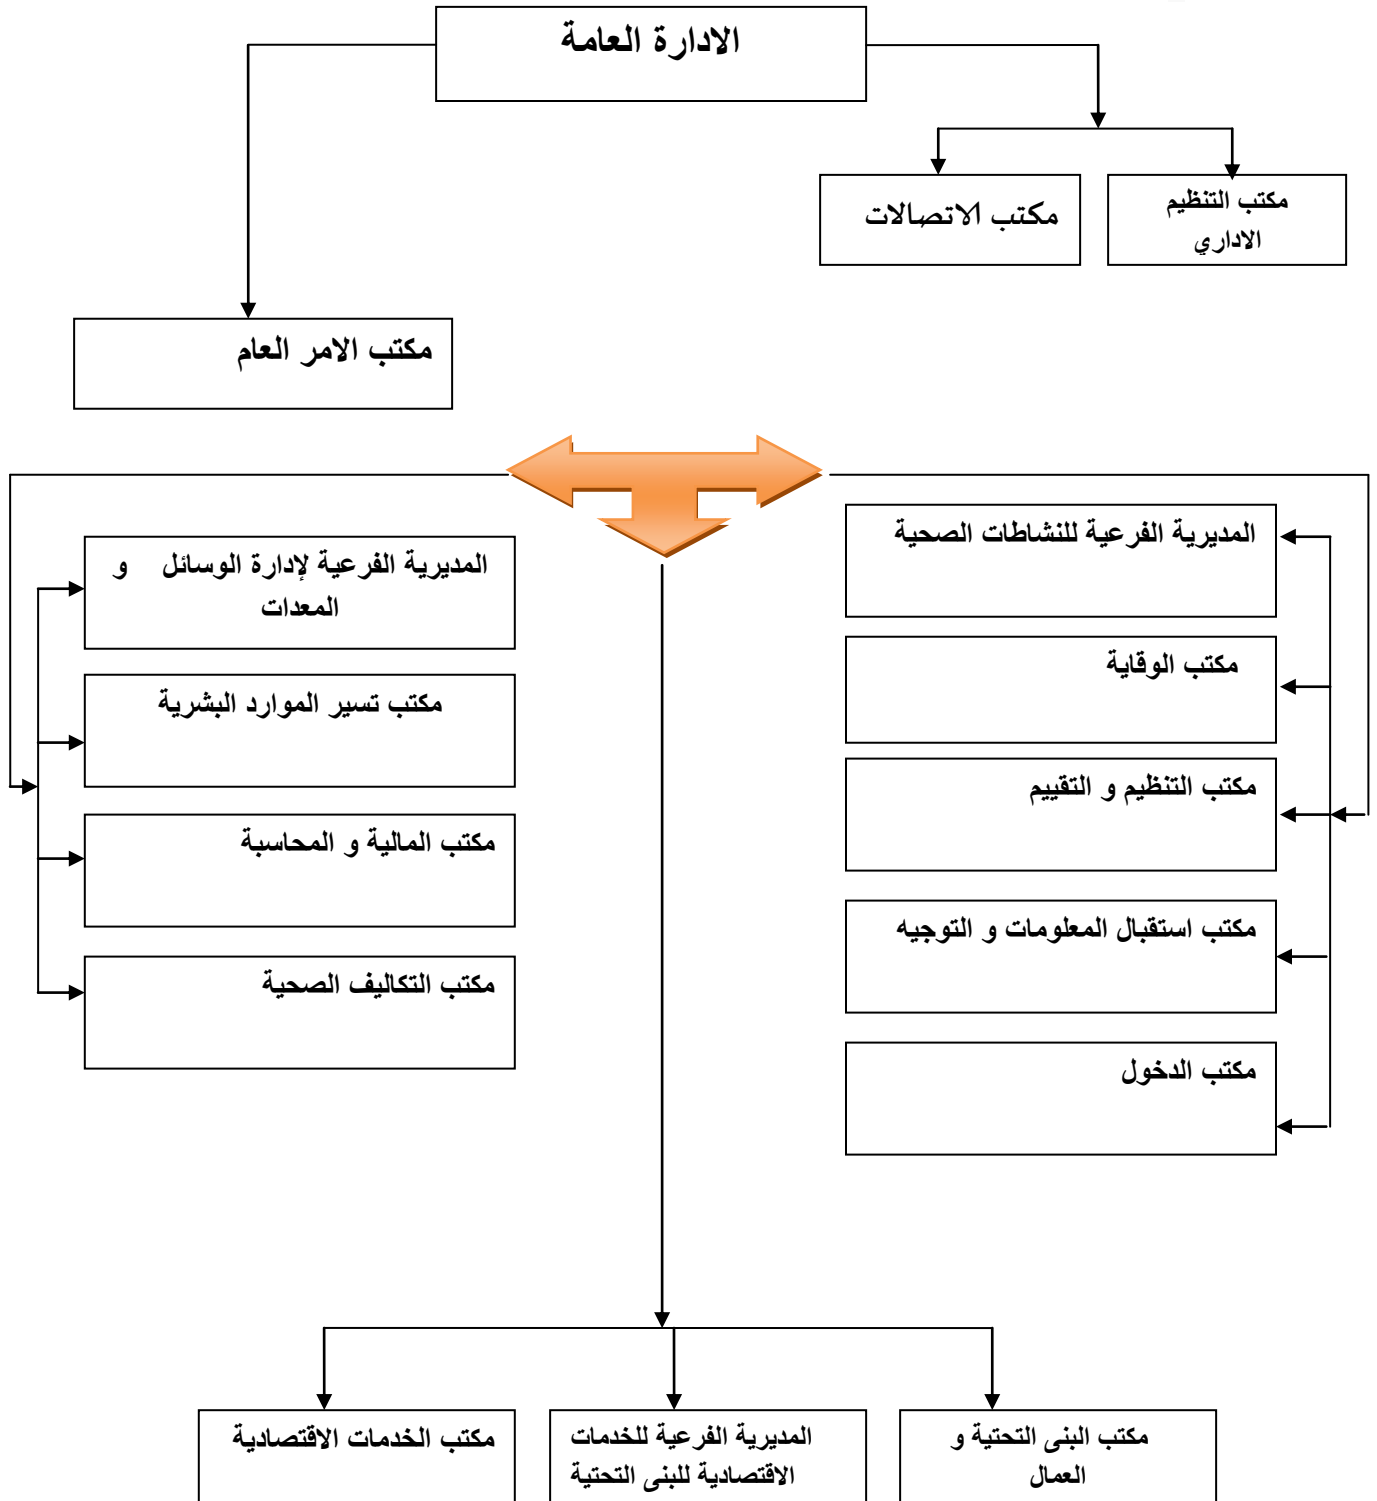 الادارة العامة
مكتب التنظيم
الاداري
مكتب الاتصالات
مكتب الامر العام
المديرية الفرعية للنشاطات الصحية
مكتب الوقاية
مكتب التنظيم و التقييم
مكتب استقبال المعلومات و التوجيه
مكتب الدخول
المديرية الفرعية لإدارة الوسائل و
المعدات
مكتب تسير الموارد البشرية
مكتب المالية و المحاسبة
مكتب التكاليف الصحية
مكتب البنى التحتية و
العمال
المديرية الفرعية للخدمات
الاقتصادية للبنى التحتية
مكتب الخدمات الاقتصادية